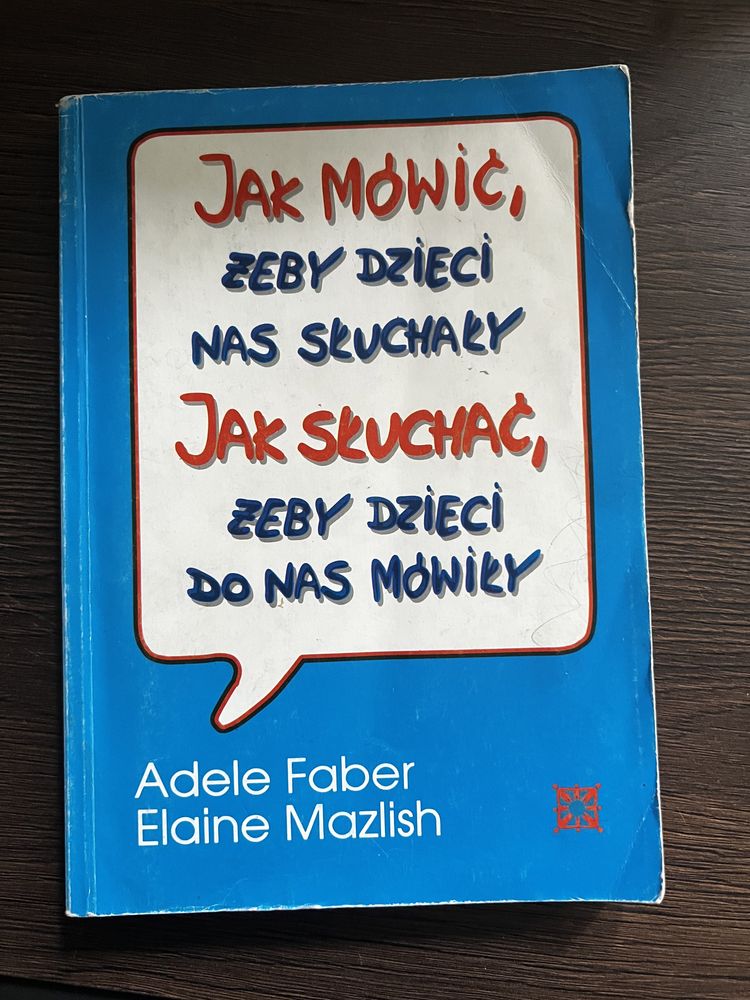 JAK MÓWIĆ,
ŻEBY DZIECI
NAS SŁUCHAŁY
JAK SŁUCHAĆ,
ŻEBY DZIECI
DO NAS MÓWIŁY
Adele Faber
Elaine Mazlish